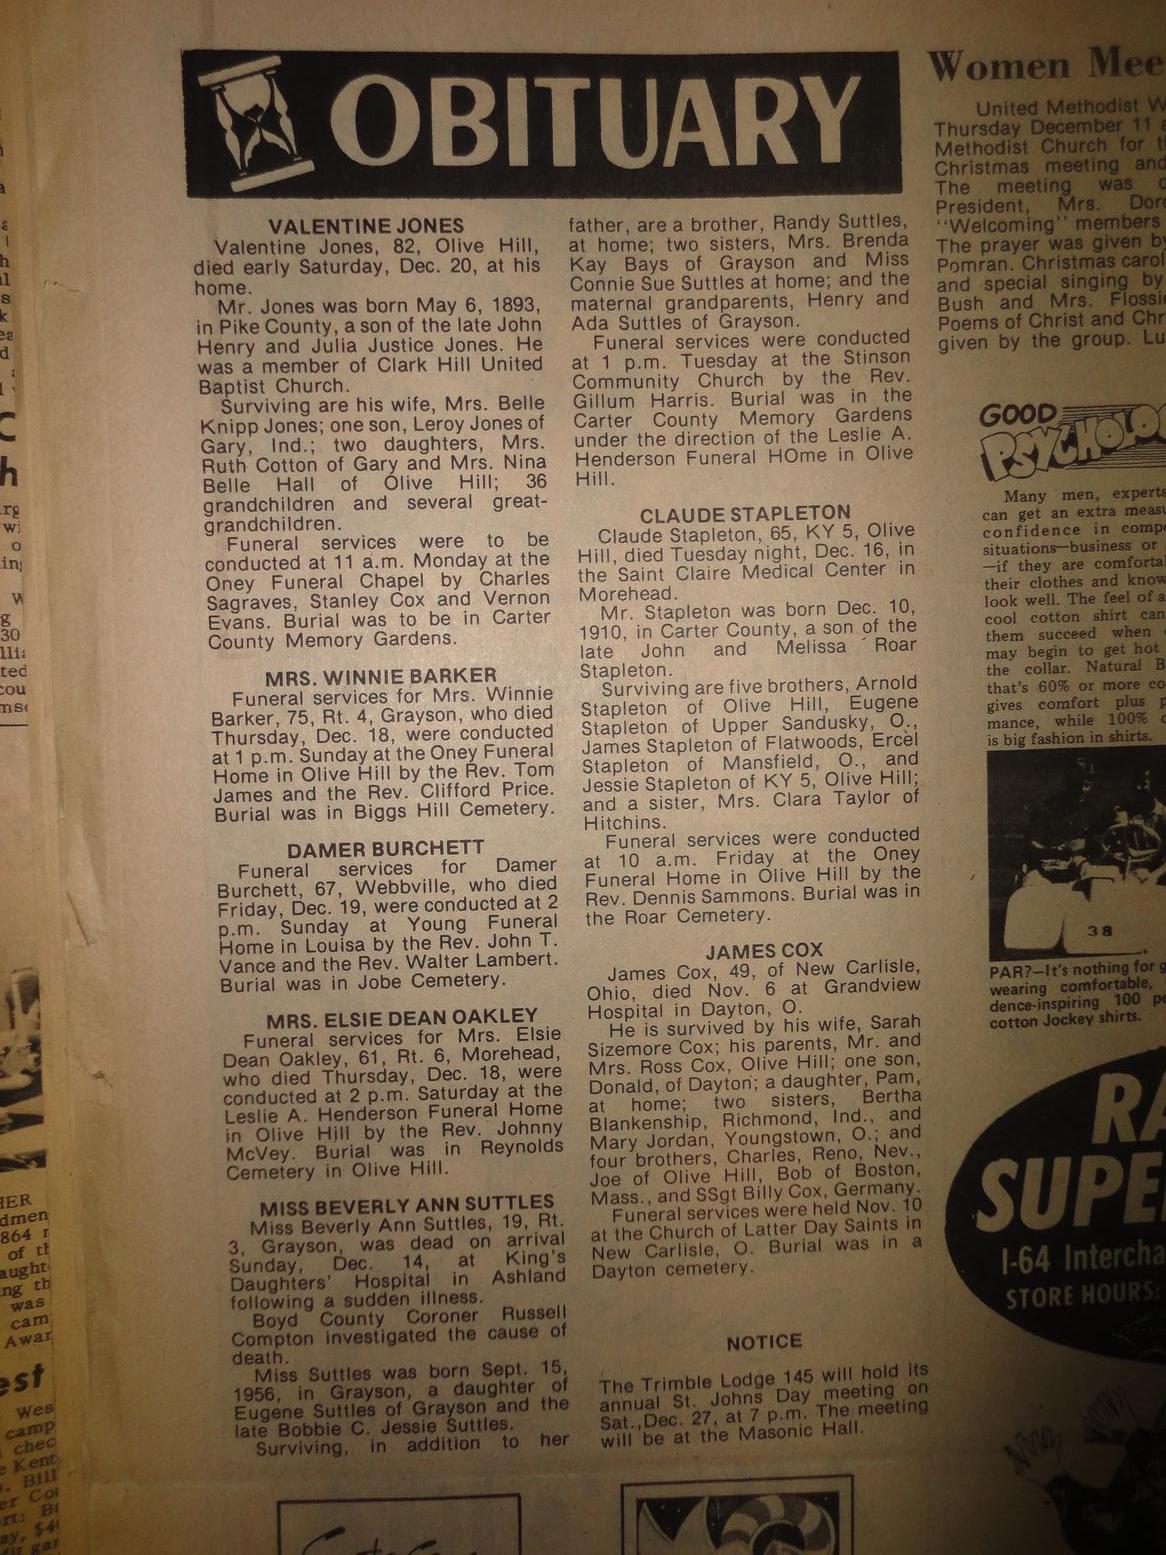 OBITUARY
VALENTINE JONES
Valentine Jones, 82, Olive Hill,
died early Saturday, Dec. 20, at his
home.
Mr. Jones was born May 6, 1893,
in Pike County, a son of the late John
Henry and Julia Justice Jones. He
was a member of Clark Hill United
Baptist Church.
Surviving are his wife, Mrs. Belle
Knipp Jones; one son, Leroy Jones of
Gary, Ind.; two daughters, Mrs.
Ruth Cotton of Gary and Mrs. Nina
Belle Hall of Olive Hill; 36
grandchildren and several great-
grandchildren.
Funeral services were to be
conducted at 11 a.m. Monday at the
Oney Funeral Chapel by Charles
Sagraves, Stanley Cox and Vernon
Evans. Burial was to be in Carter
County Memory Gardens.
MRS. WINNIE BARKER
Funeral services for Mrs. Winnie
Barker, 75, Rt. 4, Grayson, who died
Thursday, Dec. 18, were conducted
at 1 p.m. Sunday at the Oney Funeral
Home in Olive Hill by the Rev. Tom
James and the Rev. Clifford Price.
Burial was in Biggs Hill Cemetery.
DAMER BURCHETT
Funeral services for Damer
Burchett, 67, Webbville, who died
Friday, Dec. 19, were conducted at 2
p.m. Sunday at Young Funeral
Home in Louisa by the Rev. John T.
Vance and the Rev. Walter Lambert.
Burial was in Jobe Cemetery.
MRS. ELSIE DEAN OAKLEY
Funeral services for Mrs. Elsie
Dean Oakley, 61, Rt. 6, Morehead,
who died Thursday, Dec. 18, were
conducted at 2 p.m. Saturday at the
Leslie A. Henderson Funeral Home
in Olive Hill by the Rev. Johnny
McVey. Burial was in Reynolds
Cemetery in Olive Hill.
MISS BEVERLY ANN SUTTLES
Miss Beverly Ann Suttles, 19, Rt.
3, Grayson, was dead on arrival
Sunday, Dec. 14, at King's
Daughters' Hospital in Ashland
following a sudden illness.
Boyd County Coroner Russell
Compton investigated the cause of
death.
Miss Suttles was born Sept. 15,
1956, in Grayson, a daughter of
Eugene Suttles of Grayson and the
late Bobbie C. Jessie Suttles.
Surviving, in addition to her
father, are a brother, Randy Suttles,
at home; two sisters, Mrs. Brenda
Kay Bays of Grayson and Miss
Connie Sue Suttles at home; and the
maternal grandparents, Henry and
Ada Suttles of Grayson.
Funeral services were conducted
at 1 p.m. Tuesday at the Stinson
Community Church by the Rev.
Gillum Harris. Burial was in the
Carter County Memory Gardens
under the direction of the Leslie A.
Henderson Funeral HOme in Olive
Hill.
CLAUDE STAPLETON
Claude Stapleton, 65, KY 5, Olive
Hill, died Tuesday night, Dec. 16, in
the Saint Claire Medical Center in
Morehead.
Mr. Stapleton was born Dec. 10,
1910, in Carter County, a son of the
late John and Melissa Roar
Stapleton.
Surviving are five brothers, Arnold
Stapleton of Olive Hill, Eugene
Stapleton of Upper Sandusky, O.,
James Stapleton of Flatwoods, Ercel
Stapleton of Mansfield, O., and
Jessie Stapleton of KY 5, Olive Hill;
and a sister, Mrs. Clara Taylor of
Hitchins.
Funeral services were conducted
at 10 a.m. Friday at the Oney
Funeral Home in Olive Hill by the
Rev. Dennis Sammons. Burial was in
the Roar Cemetery.
JAMES COX
James Cox, 49, of New Carlisle,
Ohio, died Nov. 6 at Grandview
Hospital in Dayton, O.
He is survived by his wife, Sarah
Sizemore Cox; his parents, Mr. and
Mrs. Ross Cox, Olive Hill; one son,
Donald, of Dayton; a daughter, Pam,
at home; two sisters, Bertha
Blankenship, Richmond, Ind., and
Mary Jordan, Youngstown, O.; and
four brothers, Charles, Reno, Nev.,
Joe of Olive Hill, Bob of Boston,
Mass., and SSgt Billy Cox, Germany.
Funeral services were held Nov. 10
at the Church of Latter Day Saints in
New Carlisle, O. Burial was in a
Dayton cemetery.
NOTICE
The Trimble Lodge 145 will hold its
annual St. Johns Day meeting on
Sat., Dec. 27, at 7 p.m. The meeting
will be at the Masonic Hall.
Women Mee
United Methodist W
Thursday December 11
Methodist Church for
Christmas meeting and
The meeting was
President, Mrs. Dor
"Welcoming" members
The prayer was given by
Pomran. Christmas carol
and special singing by
Bush and Mrs. Flossi
Poems of Christ and Chr
given by the group. Lu
GOOD
PSYCHOLO
Many men, experts
can get an extra meas
confidence in comp
situations—business or
—if they are comforta
their clothes and know
look well. The feel of a
cool cotton shirt can
them succeed when
may begin to get hot
the collar. Natural B
that's 60% or more co
gives comfort plus p
mance, while 100% c
is big fashion in shirts.
38
PAR?—It's nothing for g
wearing comfortable,
dence-inspiring 100 pe
cotton Jockey shirts.
RA
SUPE
I-64 Intercha
STORE HOURS: